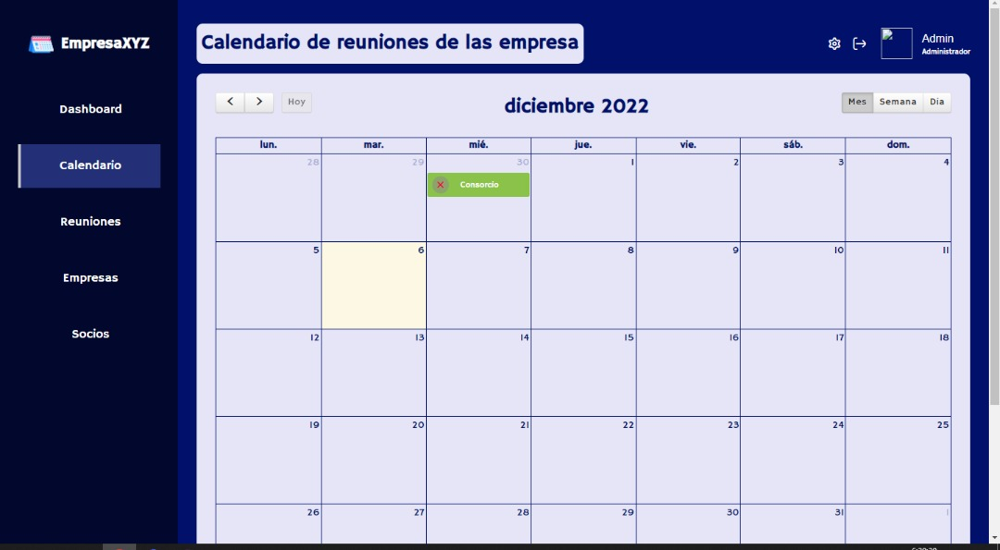 EmpresaXYZ
Calendario de reuniones de las empresa
Admin
Administrador
Dashboard
Calendario
Reuniones
Empresas
Socios
Hoy
diciembre 2022
Mes Semana Día
lun. mar. mié. jue. vie. sáb. dom.
28 29 30 1 2 3 4
Consorcio
5 6 7 8 9 10 11
12 13 14 15 16 17 18
19 20 21 22 23 24 25
26 27 28 29 30 31 1